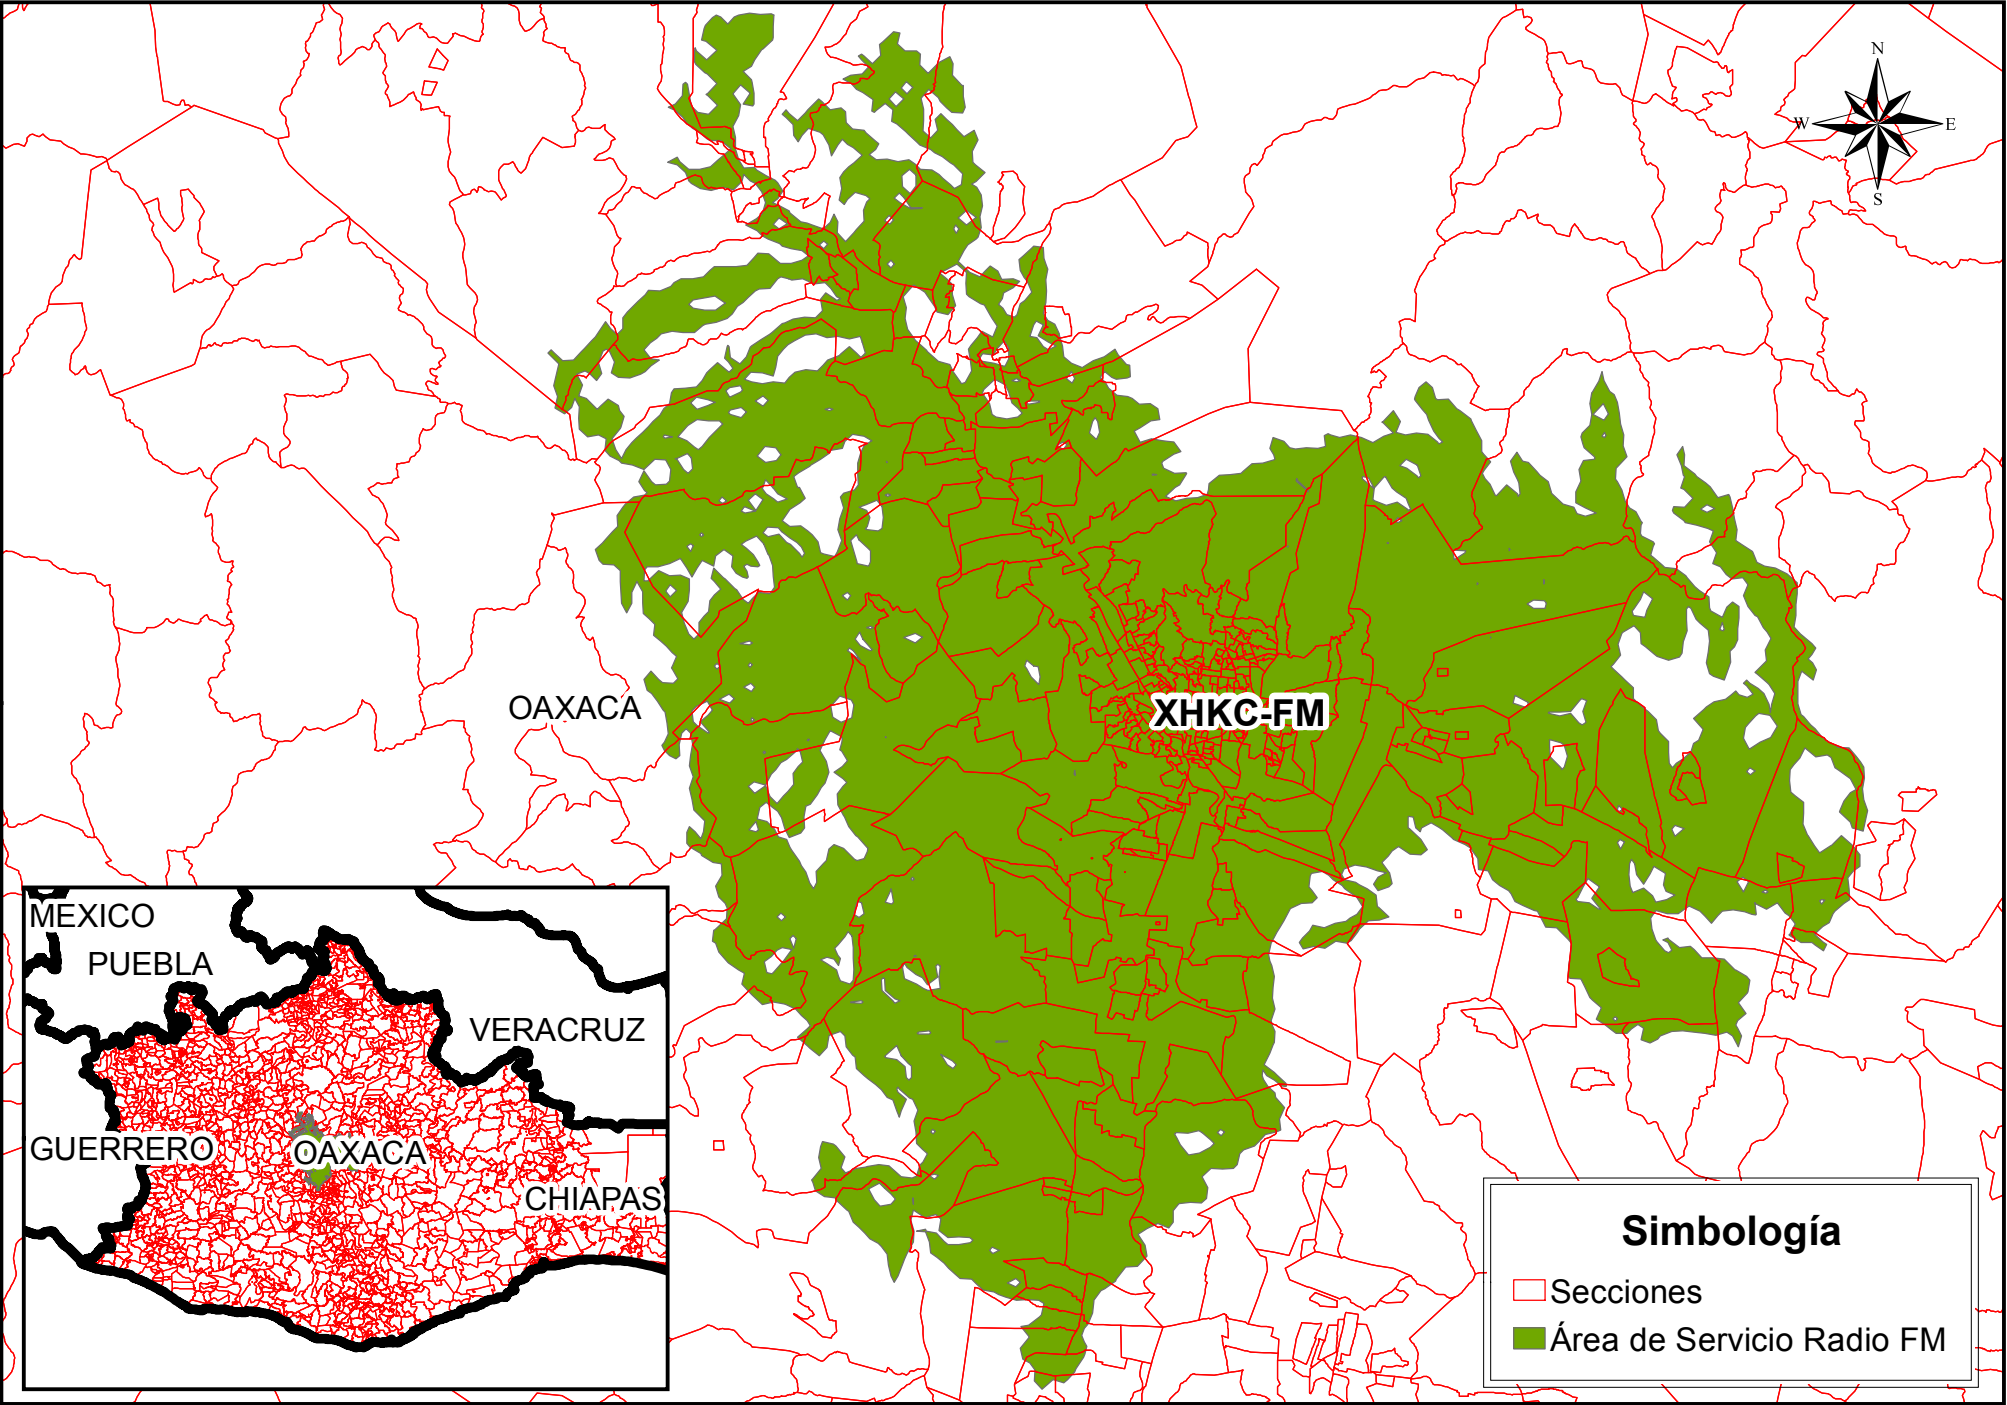 N
W E
S
OAXACA
XHKC-FM
MEXICO
PUEBLA
VERACRUZ
GUERRERO
OAXACA
CHIAPAS
Simbología
Secciones
Área de Servicio Radio FM